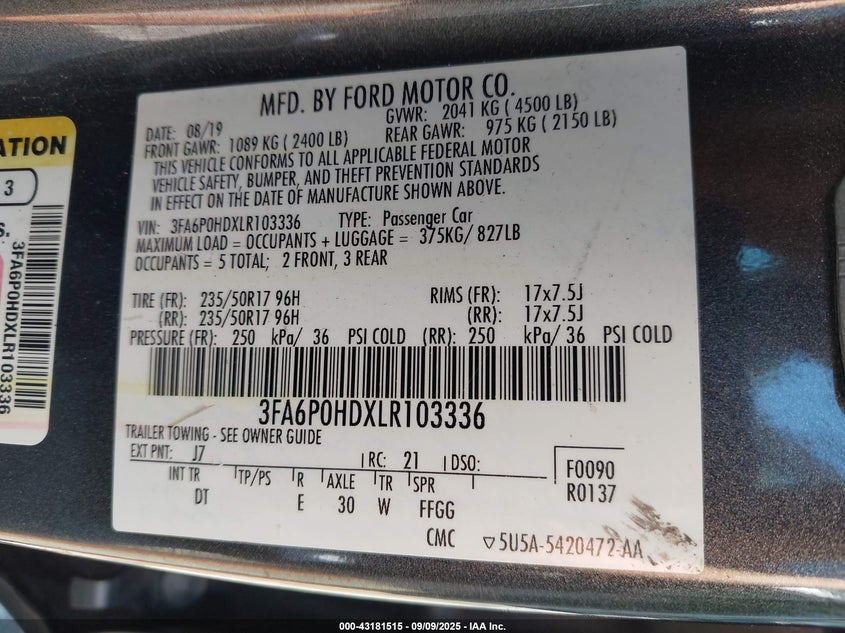 MFD. BY FORD MOTOR CO.
DATE: 08/19 GVWR: 2041 KG ( 4500 LB)
FRONT GAWR: 1089 KG ( 2400 LB) REAR GAWR: 975 KG ( 2150 LB)
THIS VEHICLE CONFORMS TO ALL APPLICABLE FEDERAL MOTOR
VEHICLE SAFETY, BUMPER, AND THEFT PREVENTION STANDARDS
IN EFFECT ON THE DATE OF MANUFACTURE SHOWN ABOVE.
VIN: 3FA6P0HDXLR103336 TYPE: Passenger Car
MAXIMUM LOAD = OCCUPANTS + LUGGAGE = 375KG/ 827LB
OCCUPANTS = 5 TOTAL; 2 FRONT, 3 REAR
TIRE (FR): 235/50R17 96H RIMS (FR): 17x7.5J
(RR): 235/50R17 96H (RR): 17x7.5J
PRESSURE (FR): 250 kPa/ 36 PSI COLD (RR): 250 kPa/ 36 PSI COLD
3FA6P0HDXLR103336
TRAILER TOWING - SEE OWNER GUIDE
EXT PNT: J7 RC: 21 DSO: F0090
INT TR TP/PS R AXLE TR SPR R0137
DT E 30 W FFGG
CMC ▽5U5A-5420472-AA
ATION
3
S.
3FA6P0HDXLR103336
000-43181515 - 09/09/2025 - IAA Inc.